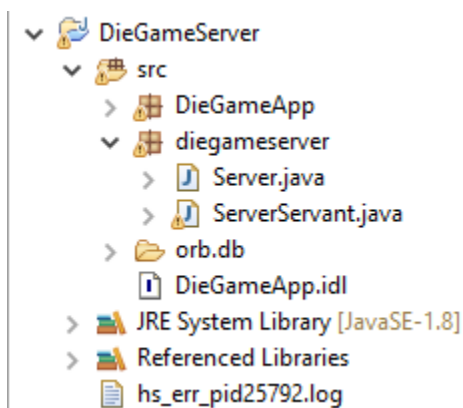 DieGameServer
src
DieGameApp
diegameserver
Server.java
ServerServant.java
orb.db
DieGameApp.idl
JRE System Library [JavaSE-1.8]
Referenced Libraries
hs_err_pid25792.log